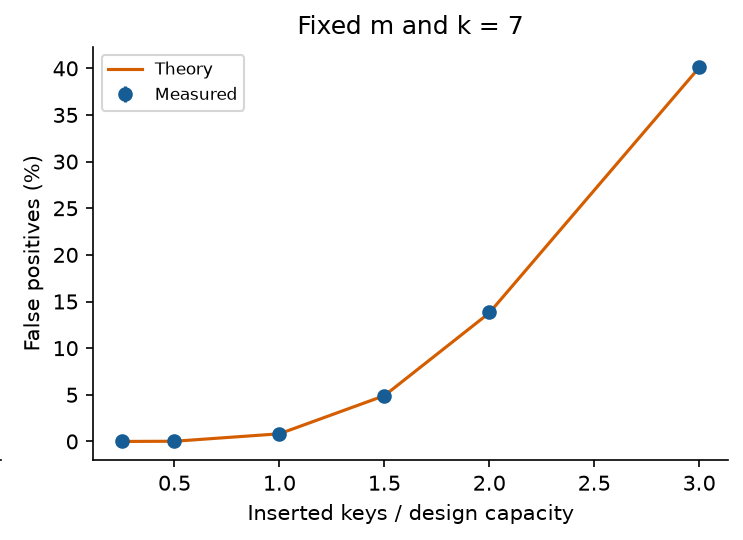 Fixed m and k = 7
Theory
Measured
False positives (%)
40
35
30
25
20
15
10
5
0
0.5 1.0 1.5 2.0 2.5 3.0
Inserted keys / design capacity